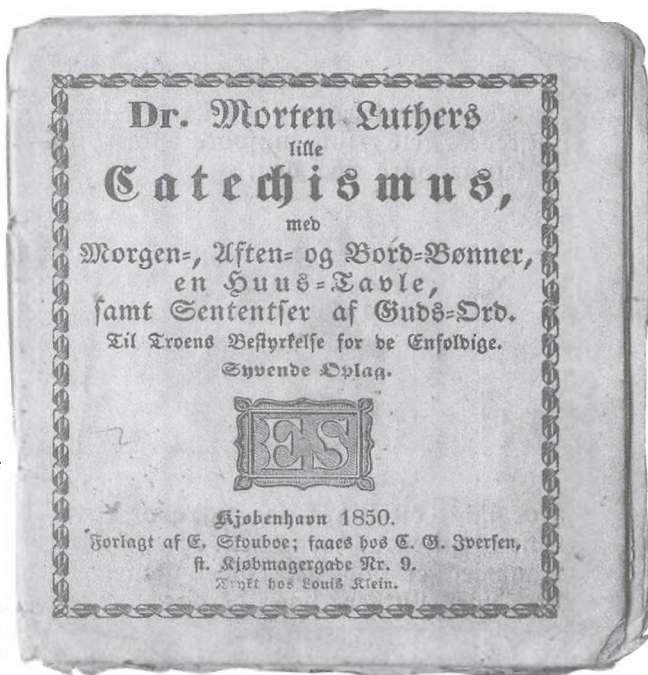 Dr. Morten Luthers
lille
Catechismus,
med
Morgen-, Aften- og Bord-Bønner,
en Huus-Tavle,
samt Sententser af Guds-Ord.
Til Troens Bestyrkelse for de Enfoldige.
Syvende Oplag.
ES
Kjøbenhavn 1850.
Forlagt af E. Skouboe; faaes hos C. G. Iversen,
st. Kjøbmagergade Nr. 9.
Trykt hos Louis Klein.